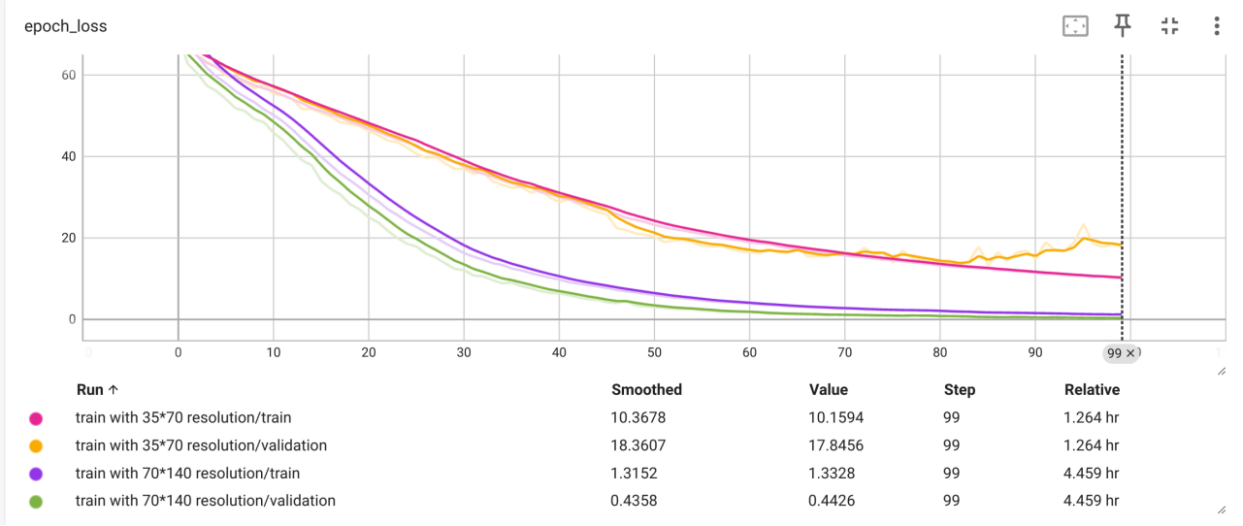 epoch_loss
60
40
20
0
0 0 10 20 30 40 50 60 70 80 90 99 ×
Run ↑ Smoothed Value Step Relative
train with 35*70 resolution/train 10.3678 10.1594 99 1.264 hr
train with 35*70 resolution/validation 18.3607 17.8456 99 1.264 hr
train with 70*140 resolution/train 1.3152 1.3328 99 4.459 hr
train with 70*140 resolution/validation 0.4358 0.4426 99 4.459 hr